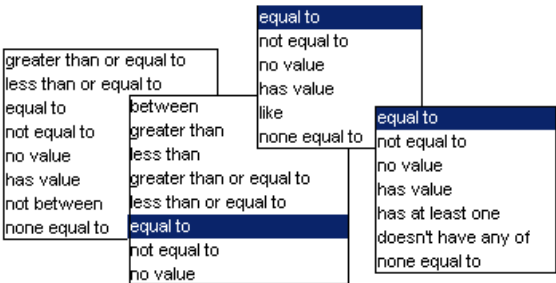 greater than or equal to
less than or equal to
equal to
not equal to
no value
has value
not between
none equal to
between
greater than
less than
greater than or equal to
less than or equal to
equal to
not equal to
no value
equal to
not equal to
no value
has value
like
none equal to
equal to
not equal to
no value
has value
has at least one
doesn't have any of
none equal to